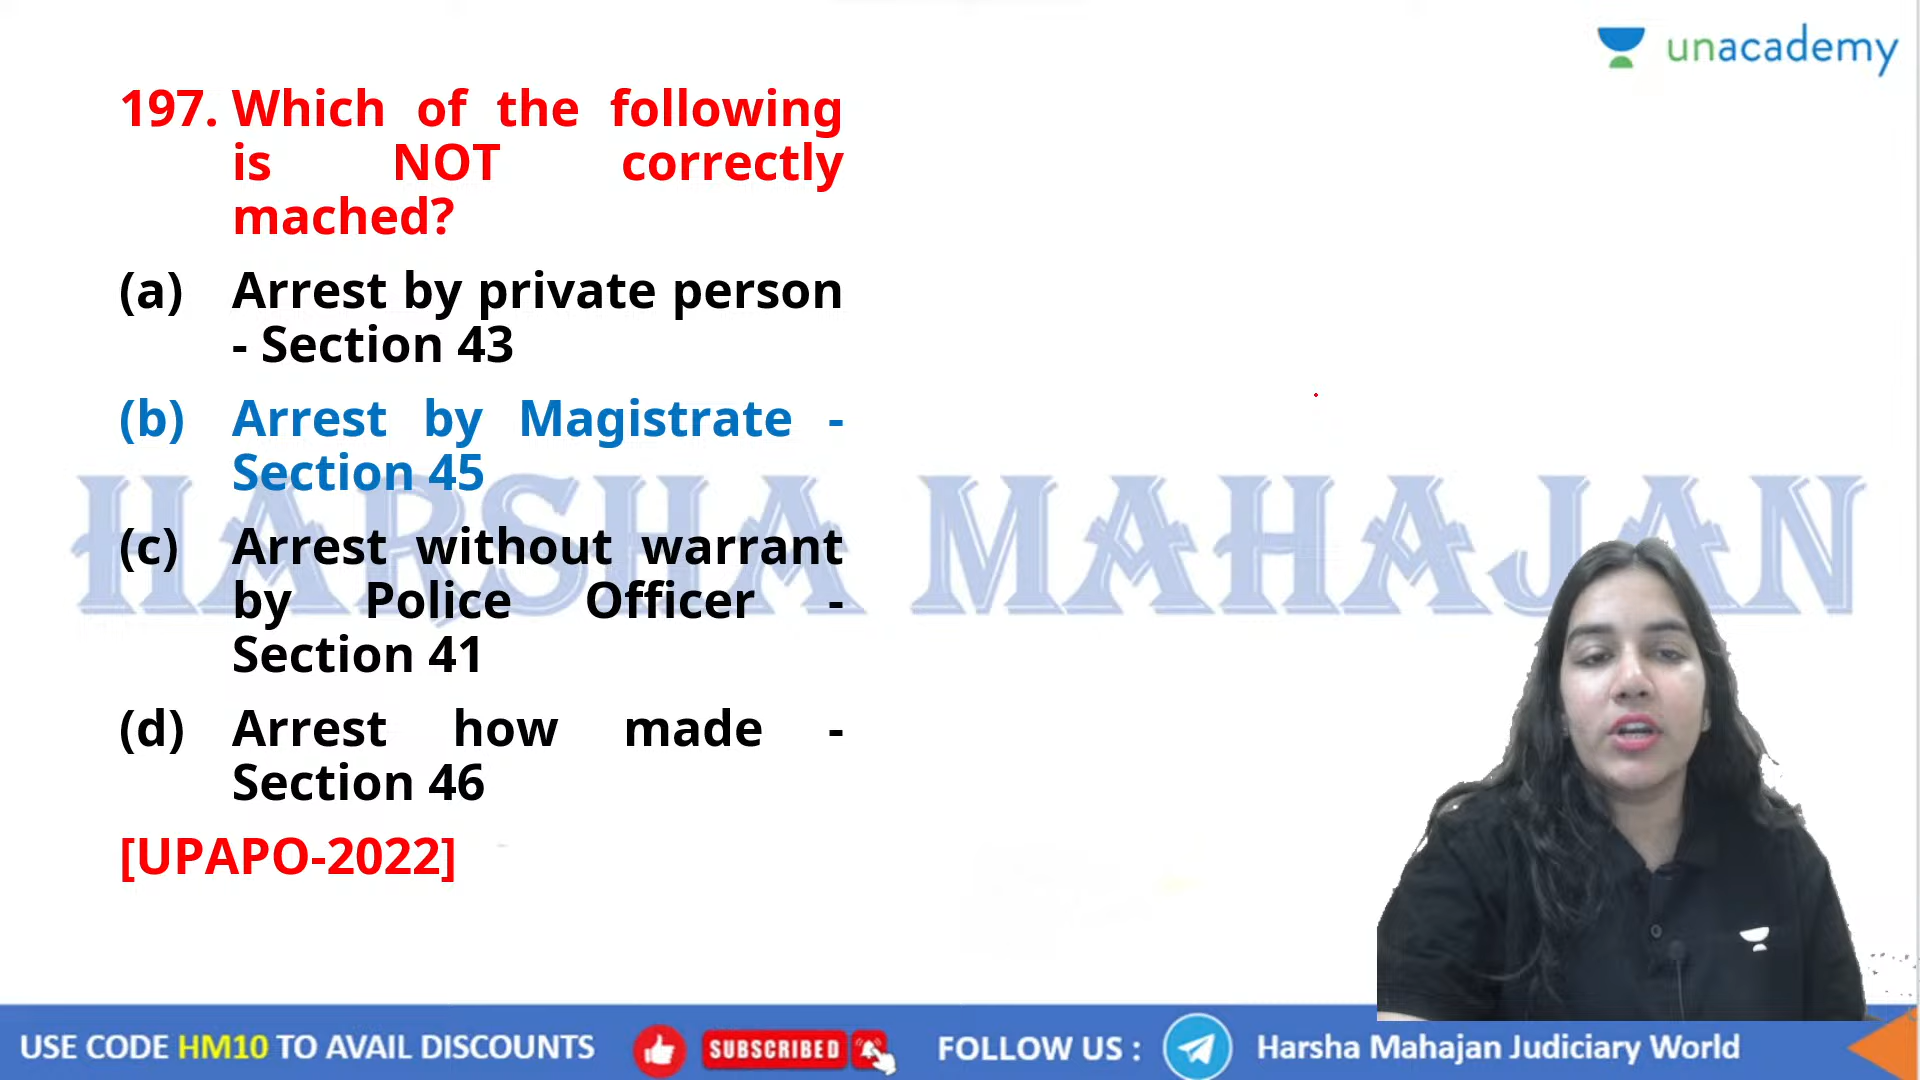 unacademy
197. Which of the following
is NOT correctly
mached?
(a) Arrest by private person
- Section 43
(b) Arrest by Magistrate -
Section 45
HARSHA MAHAJAN
(c) Arrest without warrant
by Police Officer -
Section 41
(d) Arrest how made -
Section 46
[UPAPO-2022]
USE CODE HM10 TO AVAIL DISCOUNTS
SUBSCRIBED
FOLLOW US :
Harsha Mahajan Judiciary World